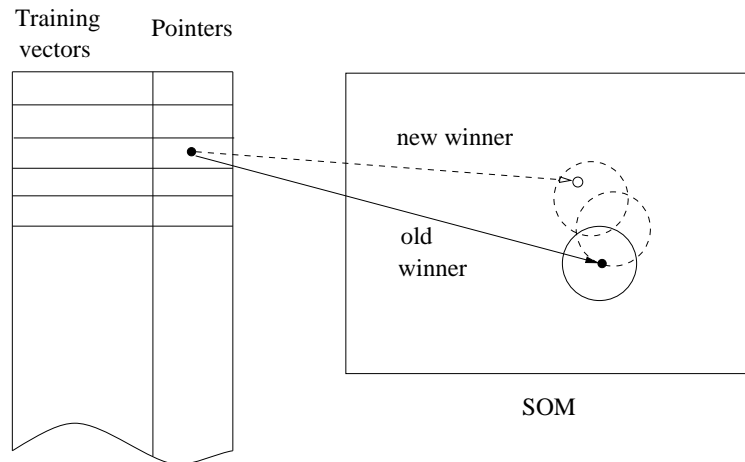 Training
vectors
Pointers
new winner
old
winner
SOM